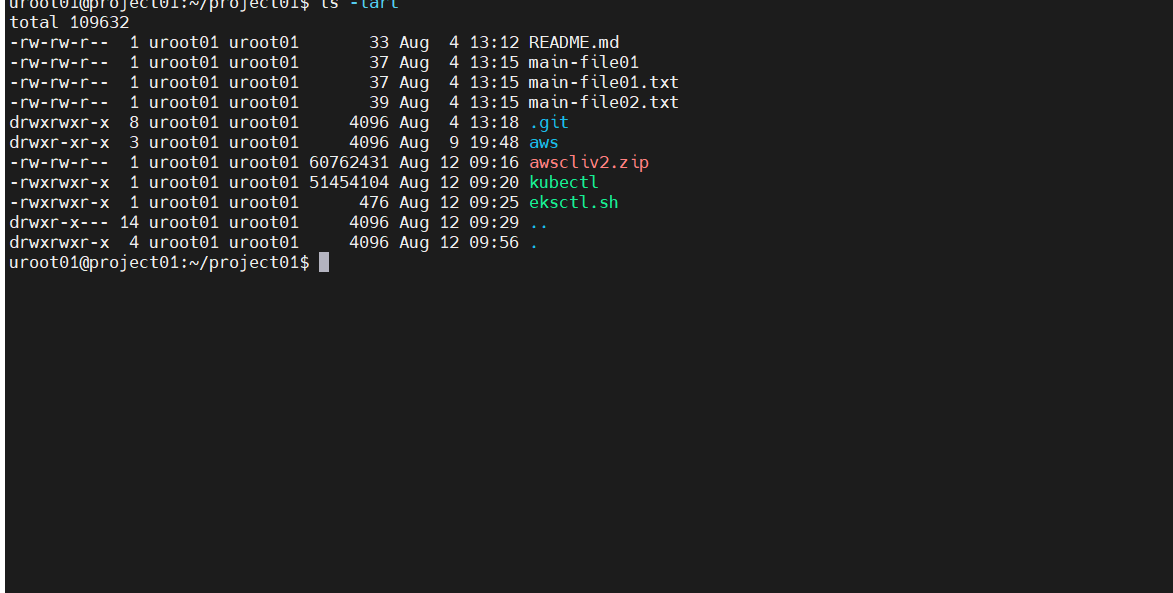 uroot01@project01:~/project01$ ls -lart
total 109632
-rw-rw-r--  1 uroot01 uroot01       33 Aug  4 13:12 README.md
-rw-rw-r--  1 uroot01 uroot01       37 Aug  4 13:15 main-file01
-rw-rw-r--  1 uroot01 uroot01       37 Aug  4 13:15 main-file01.txt
-rw-rw-r--  1 uroot01 uroot01       39 Aug  4 13:15 main-file02.txt
drwxrwxr-x  8 uroot01 uroot01     4096 Aug  4 13:18 .git
drwxr-xr-x  3 uroot01 uroot01     4096 Aug  9 19:48 aws
-rw-rw-r--  1 uroot01 uroot01 60762431 Aug 12 09:16 awscliv2.zip
-rwxrwxr-x  1 uroot01 uroot01 51454104 Aug 12 09:20 kubectl
-rwxrwxr-x  1 uroot01 uroot01      476 Aug 12 09:25 eksctl.sh
drwxr-x--- 14 uroot01 uroot01     4096 Aug 12 09:29 ..
drwxrwxr-x  4 uroot01 uroot01     4096 Aug 12 09:56 .
uroot01@project01:~/project01$